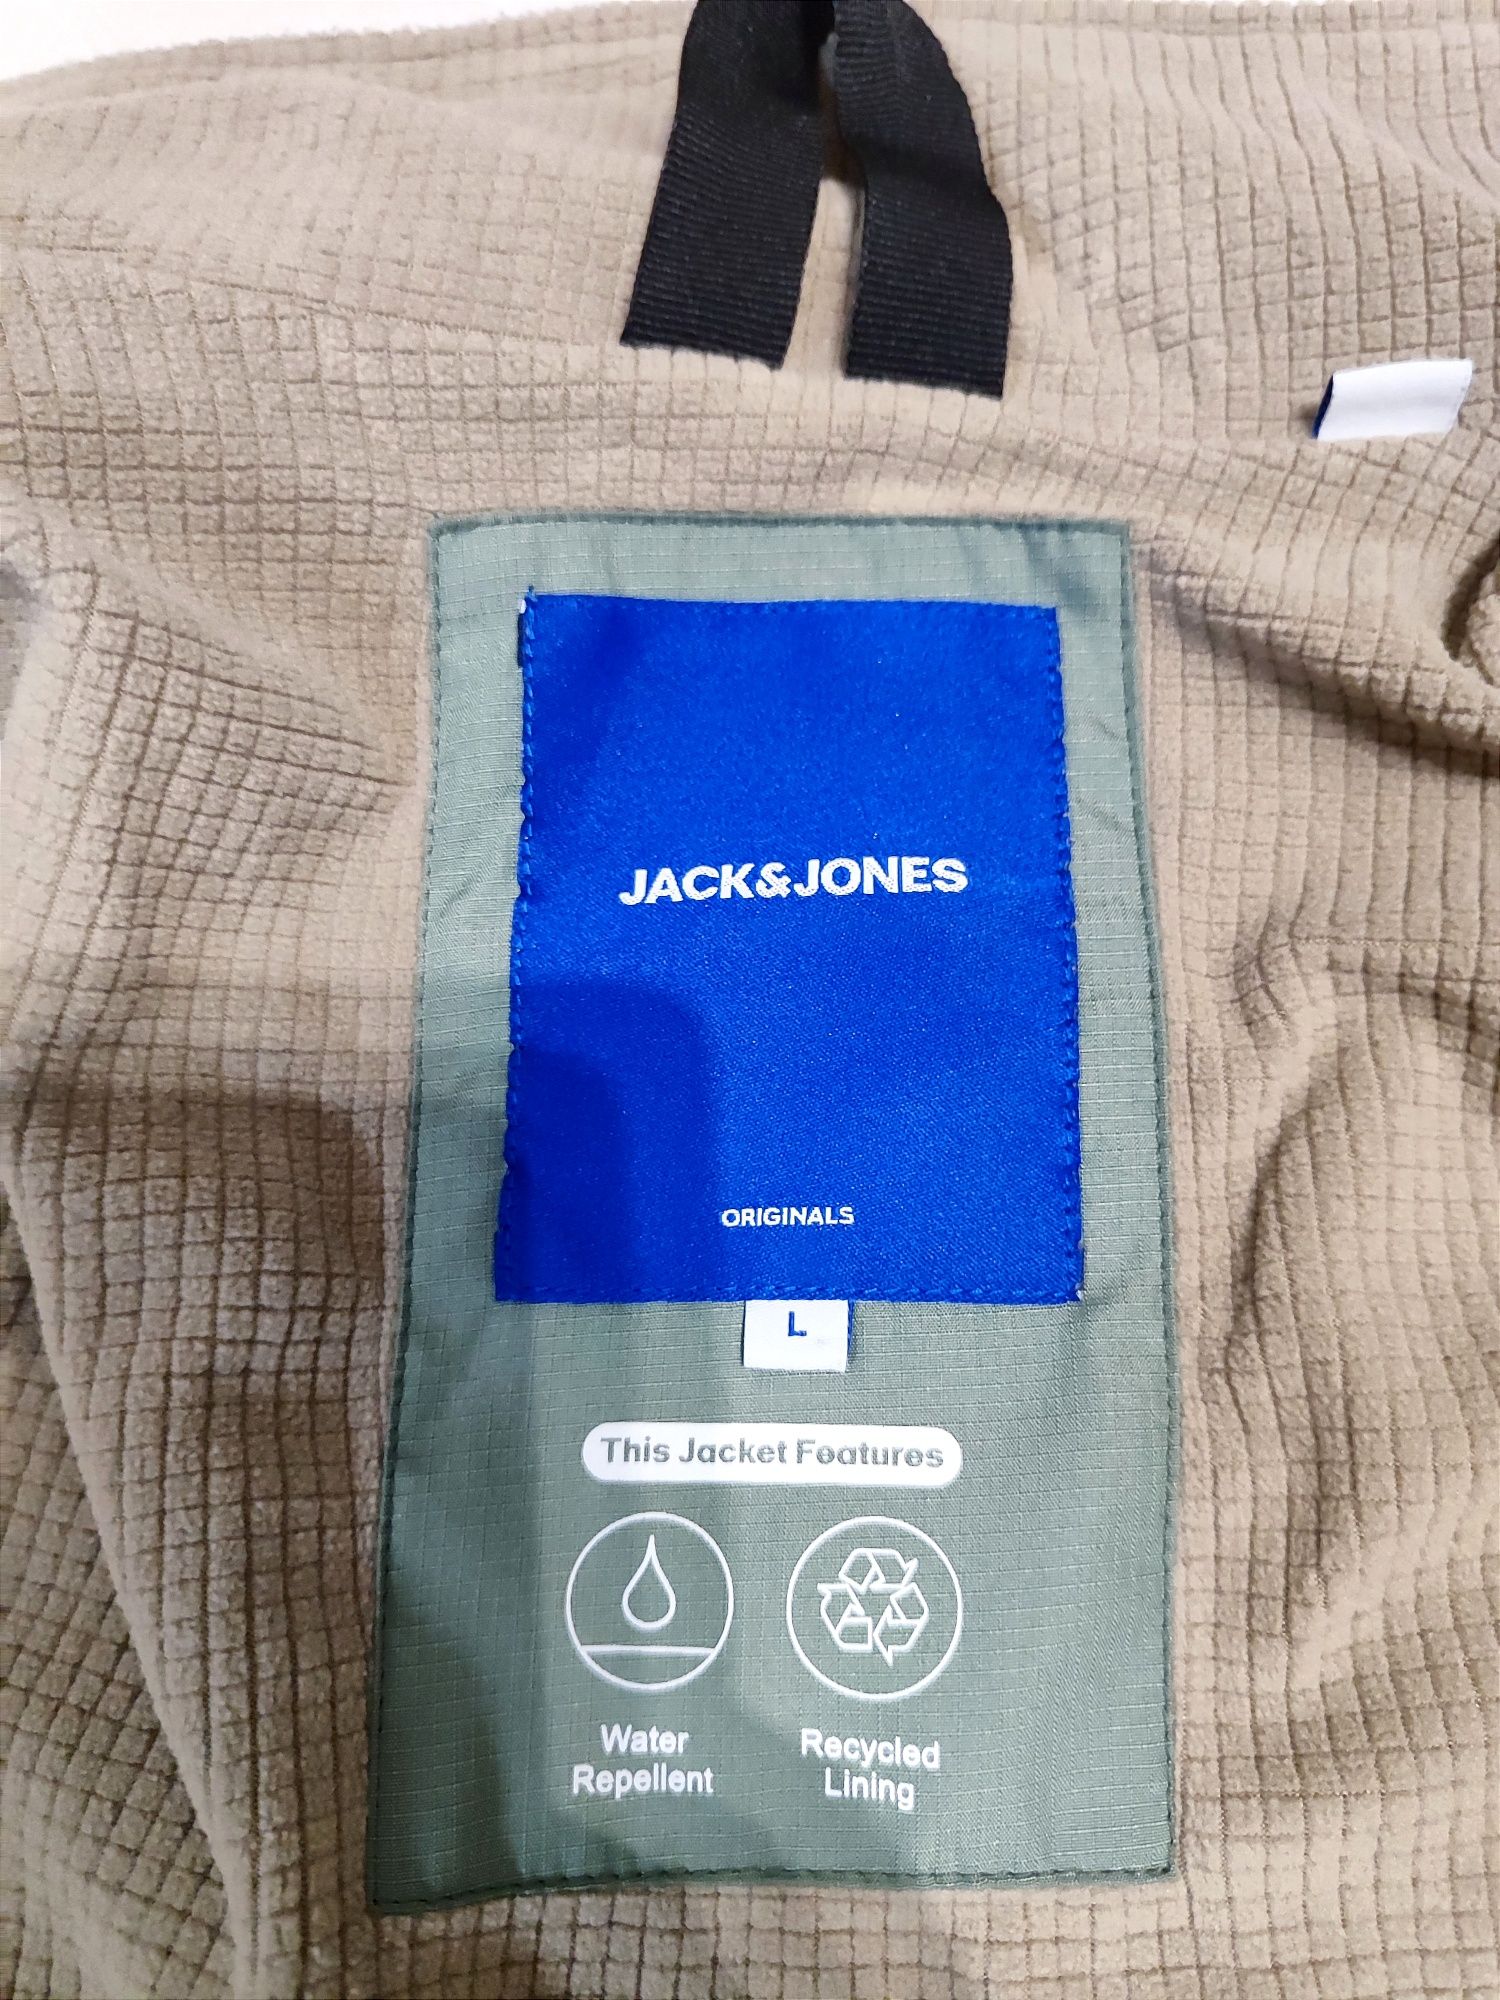 JACK&JONES
ORIGINALS
L
This Jacket Features
Water
Repellent
Recycled
Lining